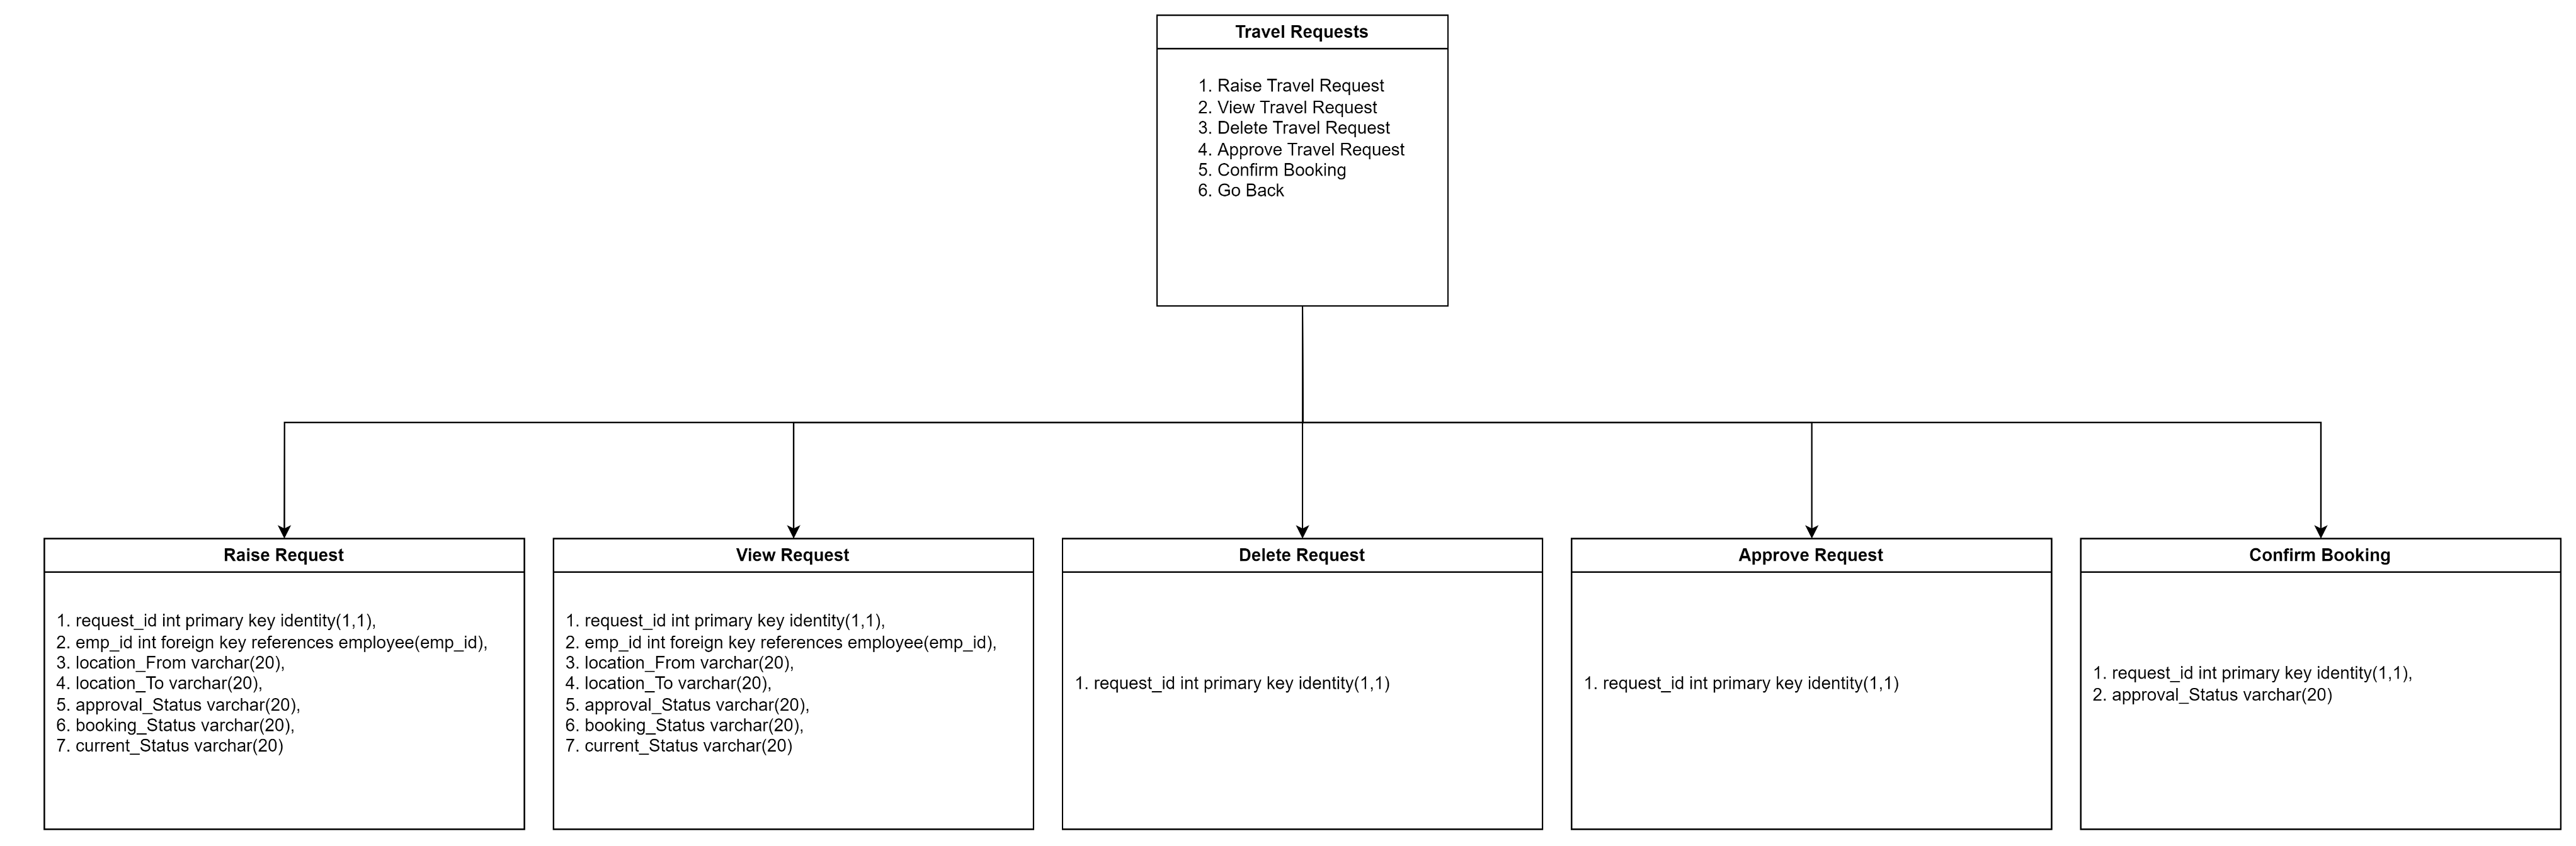 Travel Requests
1. Raise Travel Request
2. View Travel Request
3. Delete Travel Request
4. Approve Travel Request
5. Confirm Booking
6. Go Back
Raise Request
1. request_id int primary key identity(1,1),
2. emp_id int foreign key references employee(emp_id),
3. location_From varchar(20),
4. location_To varchar(20),
5. approval_Status varchar(20),
6. booking_Status varchar(20),
7. current_Status varchar(20)
View Request
1. request_id int primary key identity(1,1),
2. emp_id int foreign key references employee(emp_id),
3. location_From varchar(20),
4. location_To varchar(20),
5. approval_Status varchar(20),
6. booking_Status varchar(20),
7. current_Status varchar(20)
Delete Request
1. request_id int primary key identity(1,1)
Approve Request
1. request_id int primary key identity(1,1)
Confirm Booking
1. request_id int primary key identity(1,1),
2. approval_Status varchar(20)